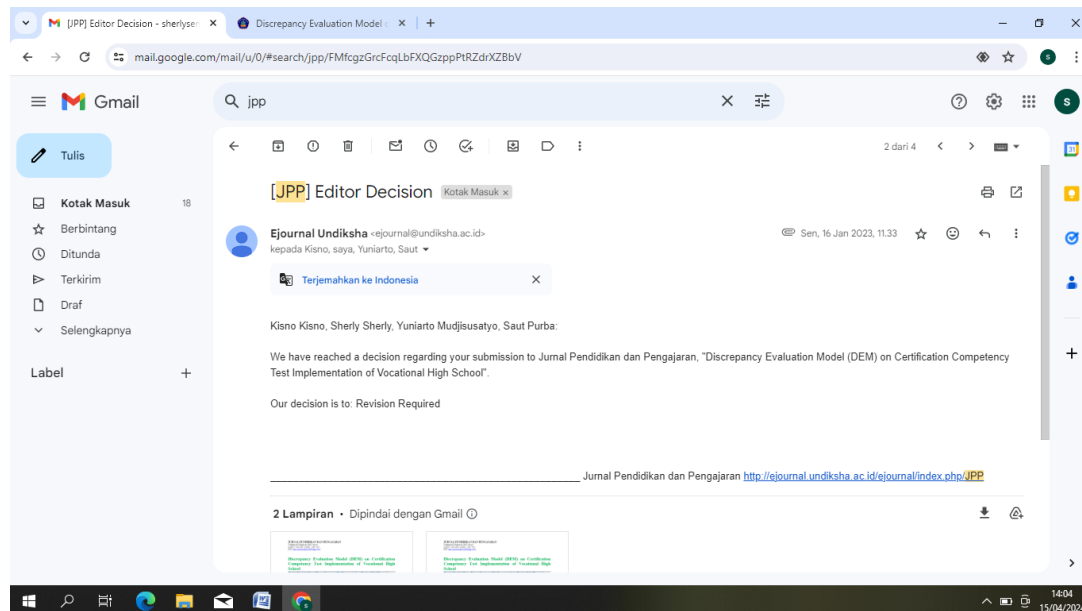 [JPP] Editor Decision - sherlysen
Discrepancy Evaluation Model
mail.google.com/mail/u/0/#search/jpp/FMfcgzGrcFcqLbFXQGzppPtRZdrXZBbV
s
Gmail
jpp
S
Tulis
2 dari 4
31
[JPP] Editor Decision Kotak Masuk ×
Kotak Masuk 18
Berbintang
Ditunda
Terkirim
Draf
Selengkapnya
Label +
Ejournal Undiksha <ejournal@undiksha.ac.id>
Sen, 16 Jan 2023, 11.33
kepada Kisno, saya, Yuniarto, Saut
Terjemahkan ke Indonesia
Kisno Kisno, Sherly Sherly, Yuniarto Mudjisusatyo, Saut Purba:
We have reached a decision regarding your submission to Jurnal Pendidikan dan Pengajaran, "Discrepancy Evaluation Model (DEM) on Certification Competency
Test Implementation of Vocational High School".
Our decision is to: Revision Required
________________________________________________ Jurnal Pendidikan dan Pengajaran http://ejournal.undiksha.ac.id/ejournal/index.php/JPP
2 Lampiran • Dipindai dengan Gmail
Discrepancy Evaluation Model (DEM) on Certification
Competency Test Implementation of Vocational High
School
Discrepancy Evaluation Model (DEM) on Certification
Competency Test Implementation of Vocational High
School
14:04
15/04/202